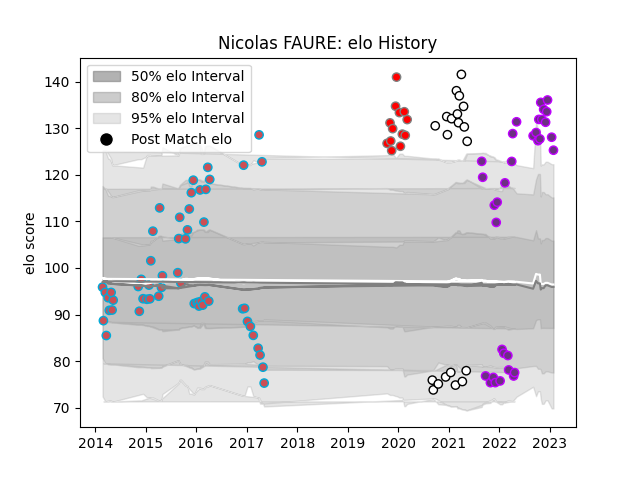 Nicolas FAURE: elo History
50% elo Interval
80% elo Interval
95% elo Interval
Post Match elo
elo score
140
130
120
110
100
90
80
70
2014 2015 2016 2017 2018 2019 2020 2021 2022 2023